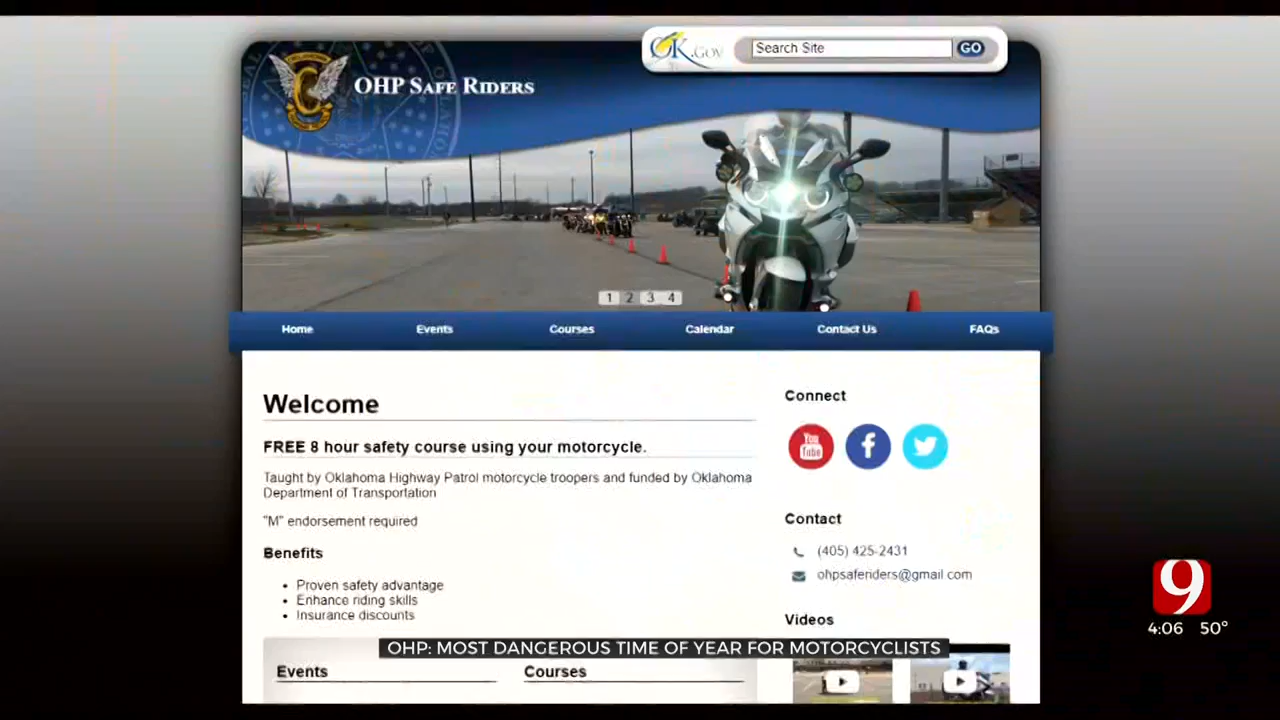 OK.Gov
Search Site
GO
OHP SAFE RIDERS
1 2 3 4
Home Events Courses Calendar Contact Us FAQs
Welcome
FREE 8 hour safety course using your motorcycle.
Taught by Oklahoma Highway Patrol motorcycle troopers and funded by Oklahoma
Department of Transportation
"M" endorsement required
Benefits
Proven safety advantage
Enhance riding skills
Insurance discounts
Events
Courses
Connect
You
Tube
Contact
(405) 425-2431
ohpsaferiders@gmail.com
Videos
OHP: MOST DANGEROUS TIME OF YEAR FOR MOTORCYCLISTS
9
4:06 50°